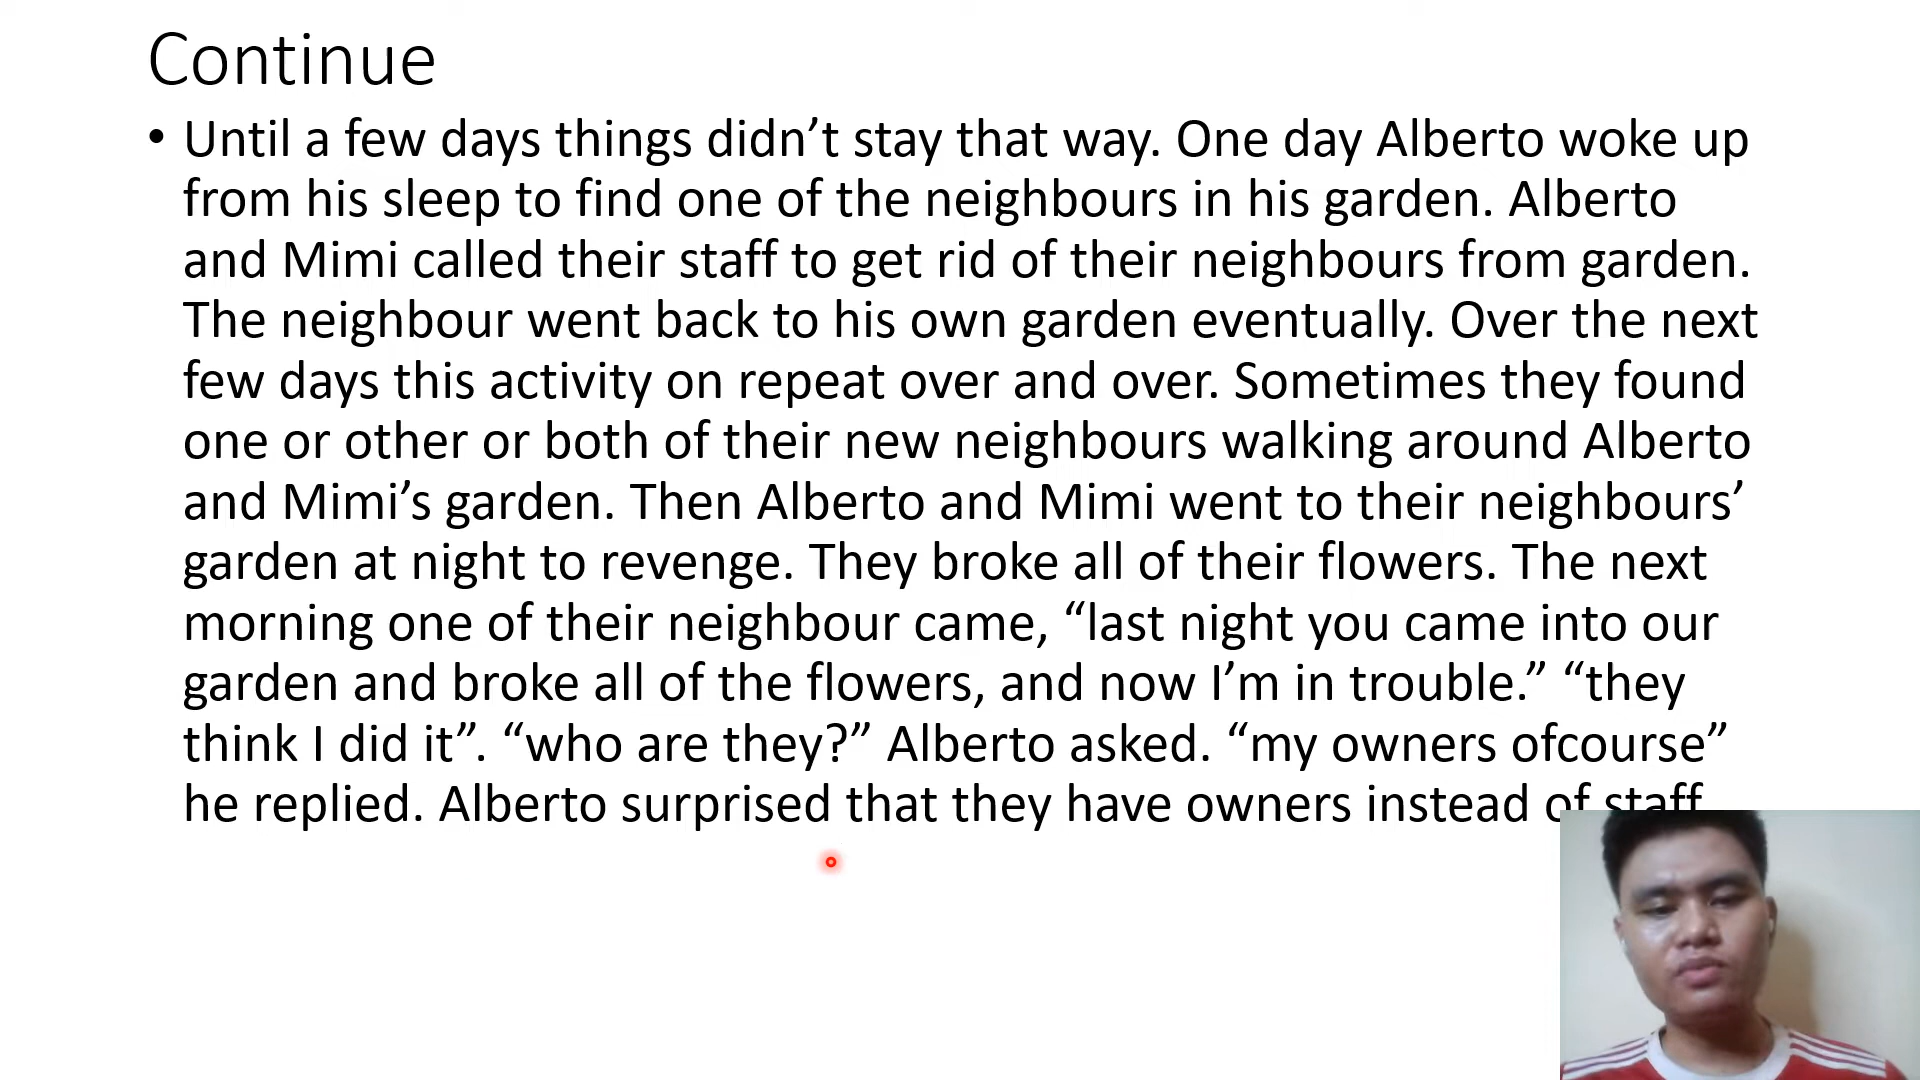 Continue
• Until a few days things didn’t stay that way. One day Alberto woke up
from his sleep to find one of the neighbours in his garden. Alberto
and Mimi called their staff to get rid of their neighbours from garden.
The neighbour went back to his own garden eventually. Over the next
few days this activity on repeat over and over. Sometimes they found
one or other or both of their new neighbours walking around Alberto
and Mimi’s garden. Then Alberto and Mimi went to their neighbours’
garden at night to revenge. They broke all of their flowers. The next
morning one of their neighbour came, “last night you came into our
garden and broke all of the flowers, and now I’m in trouble.” “they
think I did it”. “who are they?” Alberto asked. “my owners ofcourse”
he replied. Alberto surprised that they have owners instead of staff